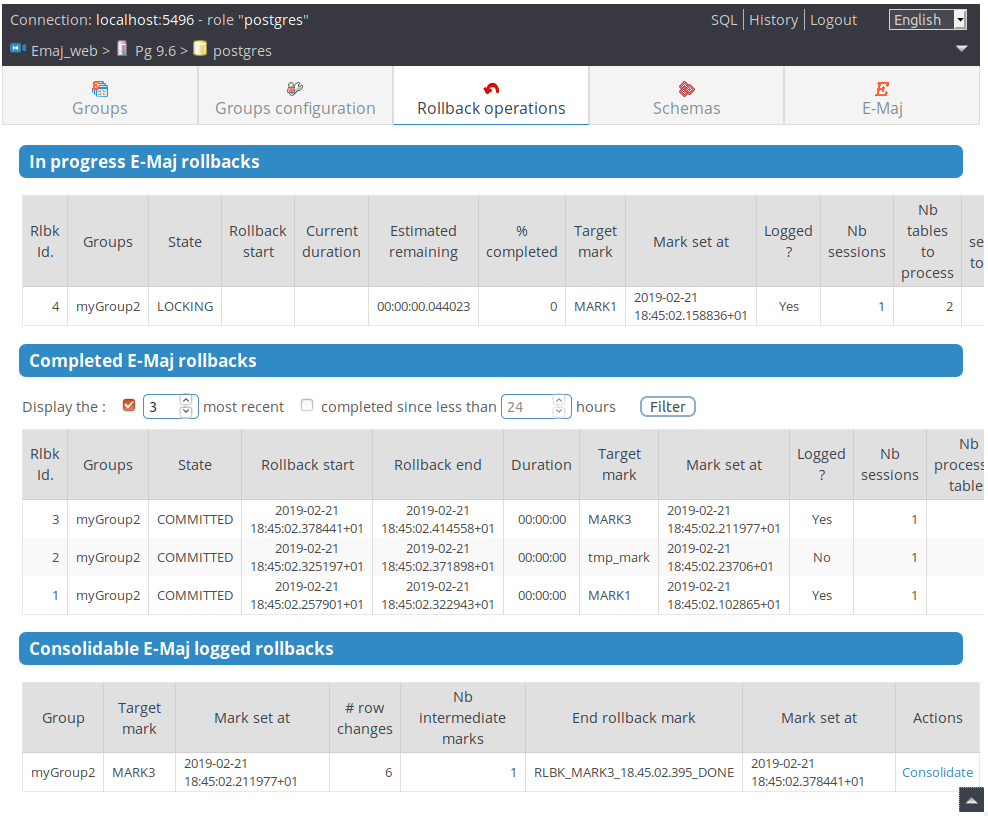 Connection: localhost:5496 - role "postgres"
SQL | History | Logout
English
Emaj_web > Pg 9.6 > postgres
Groups
Groups configuration
Rollback operations
Schemas
E-Maj
In progress E-Maj rollbacks
Rlbk Id.
Groups
State
Rollback start
Current duration
Estimated remaining
% completed
Target mark
Mark set at
Logged ?
Nb sessions
Nb tables to process
se
to
4 myGroup2 LOCKING 00:00:00.044023 0 MARK1 2019-02-21 18:45:02.158836+01 Yes 1 2
Completed E-Maj rollbacks
Display the : 3 most recent completed since less than 24 hours Filter
Rlbk Id.
Groups
State
Rollback start
Rollback end
Duration
Target mark
Mark set at
Logged ?
Nb sessions
Nb
process
table
3 myGroup2 COMMITTED 2019-02-21 18:45:02.378441+01 2019-02-21 18:45:02.414558+01 00:00:00 MARK3 2019-02-21 18:45:02.211977+01 Yes 1
2 myGroup2 COMMITTED 2019-02-21 18:45:02.325197+01 2019-02-21 18:45:02.371898+01 00:00:00 tmp_mark 2019-02-21 18:45:02.23706+01 No 1
1 myGroup2 COMMITTED 2019-02-21 18:45:02.257901+01 2019-02-21 18:45:02.322943+01 00:00:00 MARK1 2019-02-21 18:45:02.102865+01 Yes 1
Consolidable E-Maj logged rollbacks
Group
Target mark
Mark set at
# row changes
Nb intermediate marks
End rollback mark
Mark set at
Actions
myGroup2 MARK3 2019-02-21 18:45:02.211977+01 6 1 RLBK_MARK3_18.45.02.395_DONE 2019-02-21 18:45:02.378441+01 Consolidate